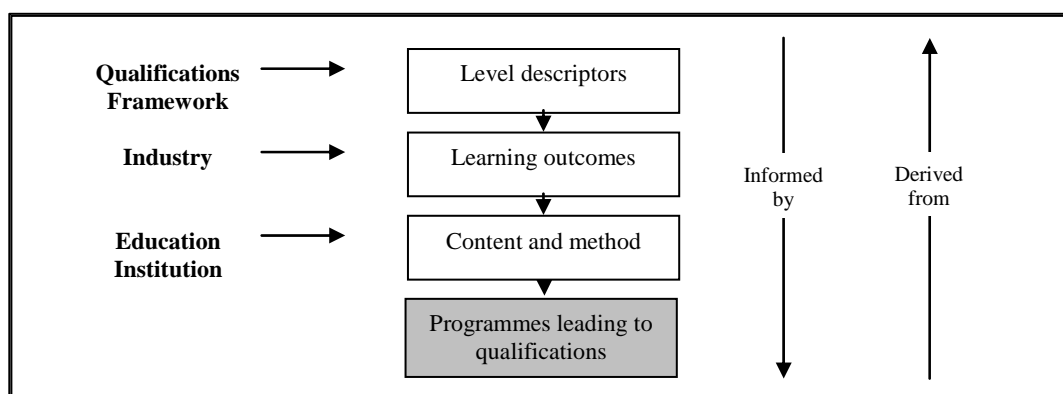 Qualifications
Framework
Level descriptors
Industry
Learning outcomes
Education
Institution
Content and method
Programmes leading to
qualifications
Informed
by
Derived
from